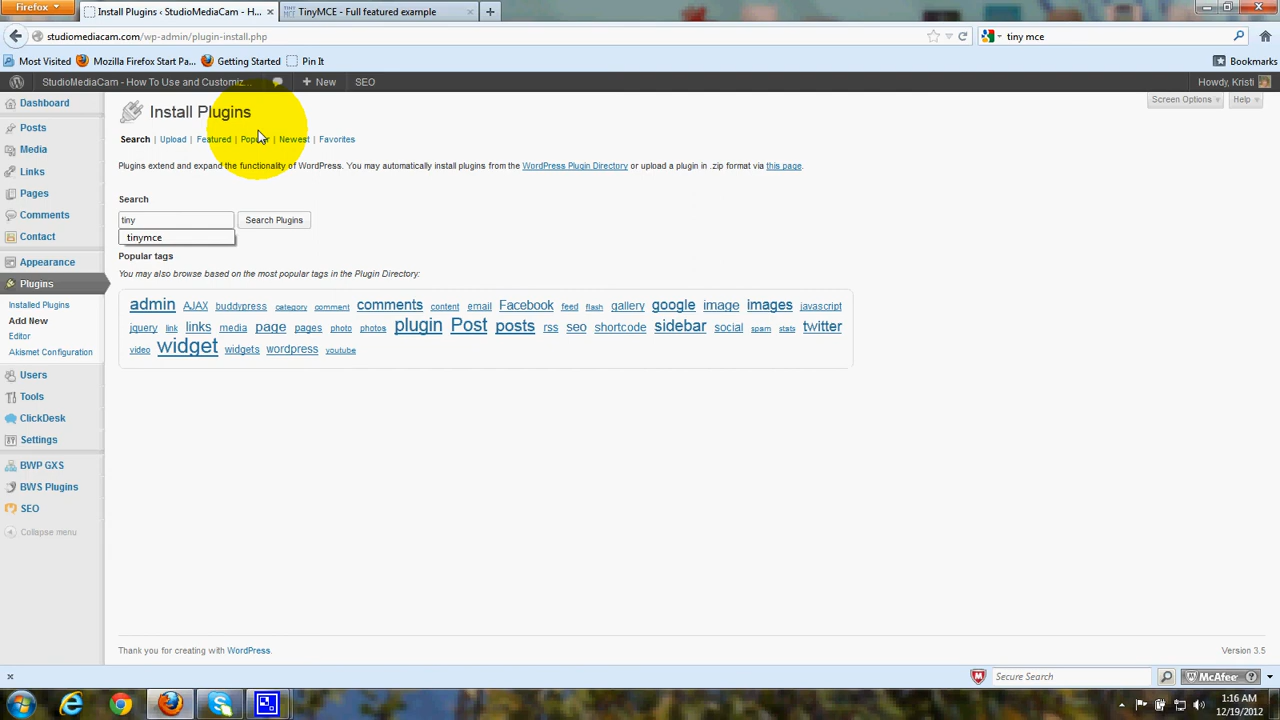 Firefox
Install Plugins ‹ StudioMediaCam - H...
TinyMCE - Full featured example
studiomediacam.com/wp-admin/plugin-install.php
tiny mce
Most Visited
Mozilla Firefox Start Pa...
Getting Started
Pin It
Bookmarks
StudioMediaCam - How To Use and Customiz...
New
SEO
Howdy, Kristi
Dashboard
Posts
Media
Links
Pages
Comments
Contact
Appearance
Plugins
Installed Plugins
Add New
Editor
Akismet Configuration
Users
Tools
ClickDesk
Settings
BWP GXS
BWS Plugins
SEO
Collapse menu
Screen Options
Help
Install Plugins
Search | Upload | Featured | Popular | Newest | Favorites
Plugins extend and expand the functionality of WordPress. You may automatically install plugins from the WordPress Plugin Directory or upload a plugin in .zip format via this page.
Search
tiny
Search Plugins
tinymce
Popular tags
You may also browse based on the most popular tags in the Plugin Directory:
admin AJAX buddypress category comment comments content email Facebook feed flash gallery google image images javascript
jquery link links media page pages photo photos plugin Post posts rss seo shortcode sidebar social spam stats twitter
video widget widgets wordpress youtube
Thank you for creating with WordPress.
Version 3.5
Secure Search
McAfee
1:16 AM
12/19/2012